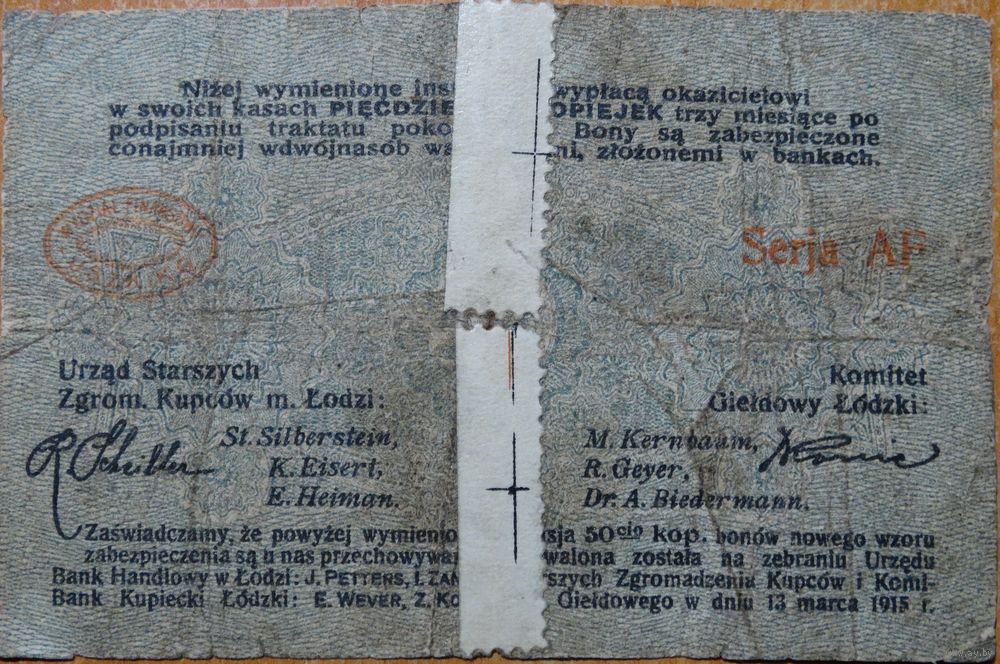 Niżej wymienione ins wypłacą okazicielowi
w swoich kasach PIĘĆDZIE OPIEJEK trzy miesiące po
podpisaniu traktatu poko Bony są zabezpieczone
conajmniej wdwójnasób wa ni, złożonemi w bankach.
Serja AF
Urząd Starszych
Zgrom. Kupców m. Łodzi:
St. Silberstein,
K. Eisert,
E. Heiman.
Komitet
Giełdowy Łódzki:
M. Kernbaum,
R. Geyer,
Dr. A. Biedermann.
Zaświadczamy, że powyżej wymienio
zabezpieczenia są u nas przechowywa
Bank Handlowy w Łodzi: J. PETTERS, I. ZAN
Bank Kupiecki Łódzki: E. WEVER, Z. Ko
sja 50cio kop. bonów nowego wzoru
walona została na zebraniu Urzędu
rszych Zgromadzenia Kupców i Komi-
Giełdowego w dniu 13 marca 1915 r.